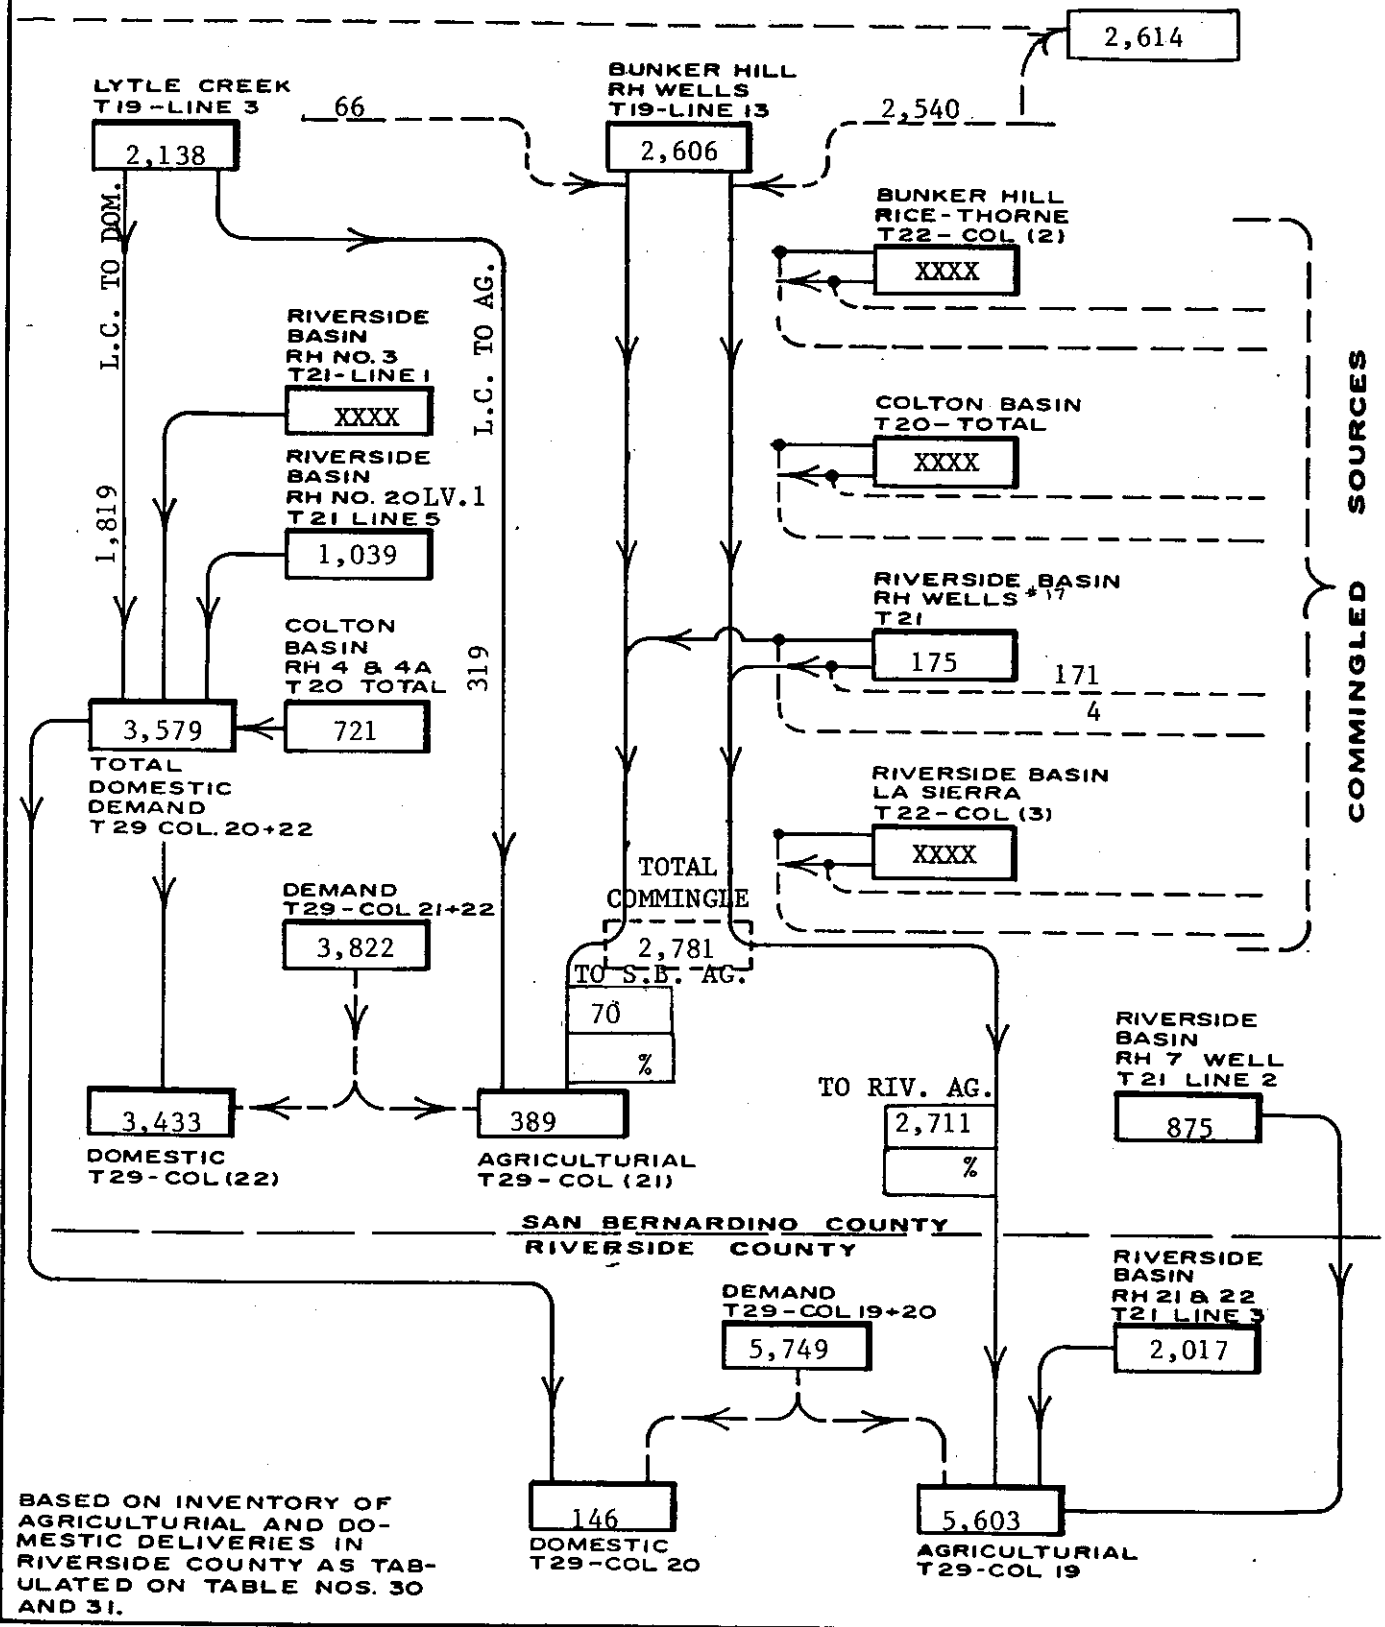 2,614
LYTLE CREEK
T19-LINE 3
2,138
66
BUNKER HILL
RH WELLS
T19-LINE 13
2,606
2,540
L.C. TO DOM.
1,819
L.C. TO AG.
319
BUNKER HILL
RICE-THORNE
T22-COL (2)
XXXX
RIVERSIDE
BASIN
RH NO. 3
T21-LINE 1
XXXX
RIVERSIDE
BASIN
RH NO. 20 LV.1
T21 LINE 5
1,039
COLTON BASIN
T20-TOTAL
XXXX
COMMINGLED SOURCES
COLTON
BASIN
RH 4 & 4A
T20 TOTAL
721
3,579
TOTAL
DOMESTIC
DEMAND
T29 COL. 20+22
RIVERSIDE BASIN
RH WELLS #17
T21
175
171
4
RIVERSIDE BASIN
LA SIERRA
T22-COL (3)
XXXX
TOTAL
COMMINGLE
2,781
DEMAND
T29-COL 21+22
3,822
TO S.B. AG.
70
%
3,433
DOMESTIC
T29-COL (22)
389
AGRICULTURIAL
T29-COL (21)
TO RIV. AG.
2,711
%
RIVERSIDE
BASIN
RH 7 WELL
T21 LINE 2
875
SAN BERNARDINO COUNTY
RIVERSIDE COUNTY
DEMAND
T29-COL 19+20
5,749
RIVERSIDE
BASIN
RH 21 & 22
T21 LINE 3
2,017
146
DOMESTIC
T29-COL 20
5,603
AGRICULTURIAL
T29-COL 19
BASED ON INVENTORY OF
AGRICULTURIAL AND DO-
MESTIC DELIVERIES IN
RIVERSIDE COUNTY AS TAB-
ULATED ON TABLE NOS. 30
AND 31.